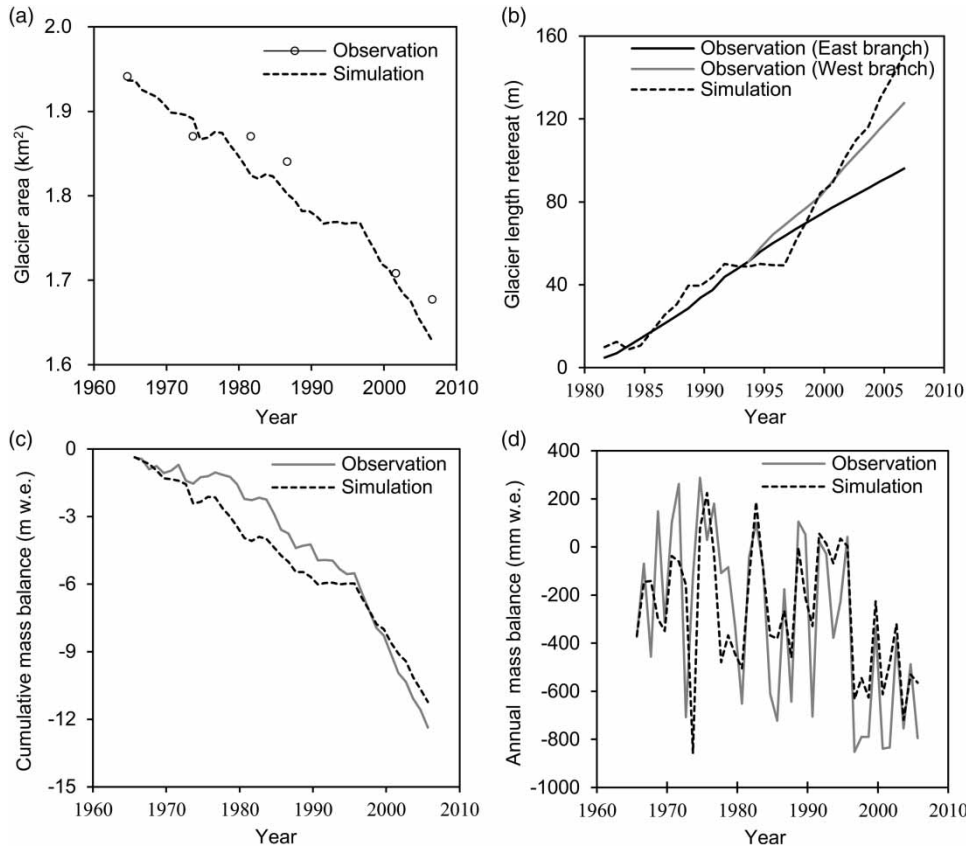 (a)
2.0
1.9
1.8
1.7
1.6
Glacier area (km²)
Observation
Simulation
1960 1970 1980 1990 2000 2010
Year
(b)
160
120
80
40
0
Glacier length retereat (m)
Observation (East branch)
Observation (West branch)
Simulation
1980 1985 1990 1995 2000 2005 2010
Year
(c)
0
-3
-6
-9
-12
-15
Cumulative mass balance (m w.e.)
Observation
Simulation
1960 1970 1980 1990 2000 2010
Year
(d)
400
200
0
-200
-400
-600
-800
-1000
Annual mass balance (mm w.e.)
Observation
Simulation
1960 1970 1980 1990 2000 2010
Year